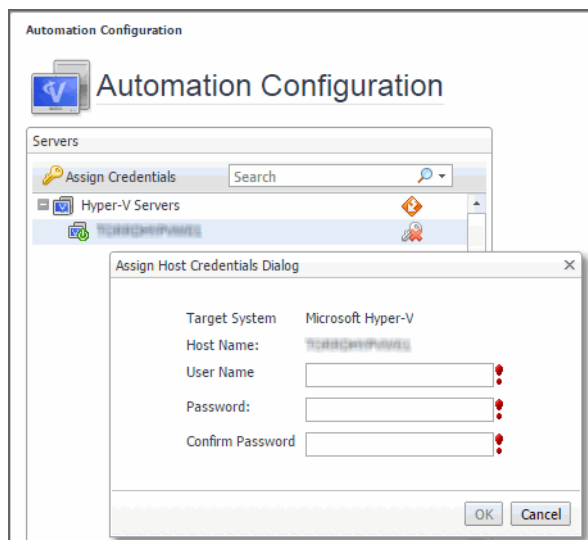 Automation Configuration
Automation Configuration
Servers
Assign Credentials Search
Hyper-V Servers
Assign Host Credentials Dialog
Target System Microsoft Hyper-V
Host Name:
User Name
Password:
Confirm Password
OK Cancel